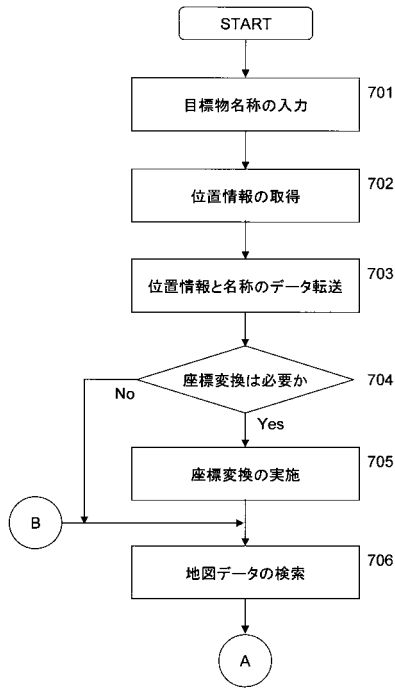 START
目標物名称の入力
701
位置情報の取得
702
位置情報と名称のデータ転送
703
座標変換は必要か
704
No
Yes
座標変換の実施
705
B
地図データの検索
706
A